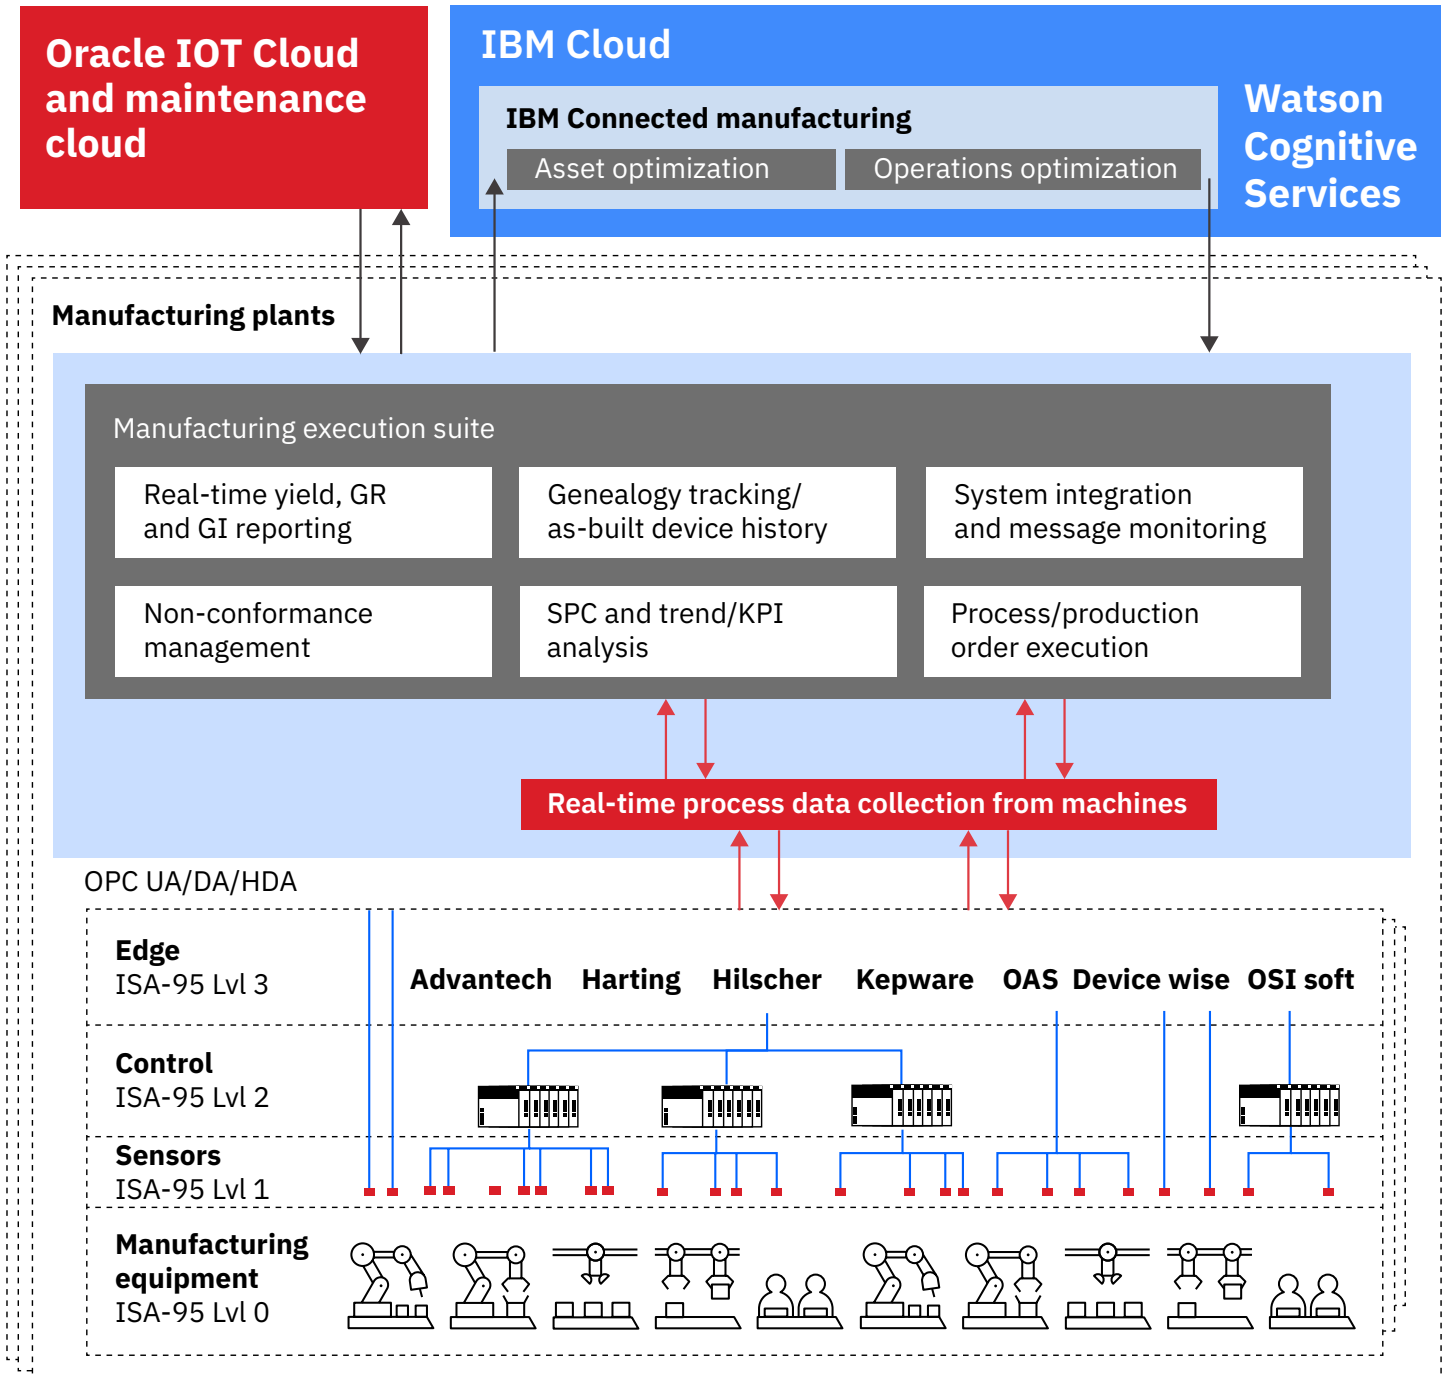 Oracle IOT Cloud
and maintenance
cloud
IBM Cloud
IBM Connected manufacturing
Asset optimization
Operations optimization
Watson
Cognitive
Services
Manufacturing plants
Manufacturing execution suite
Real-time yield, GR
and GI reporting
Genealogy tracking/
as-built device history
System integration
and message monitoring
Non-conformance
management
SPC and trend/KPI
analysis
Process/production
order execution
Real-time process data collection from machines
OPC UA/DA/HDA
Edge
ISA-95 Lvl 3
Advantech
Harting
Hilscher
Kepware
OAS
Device wise
OSI soft
Control
ISA-95 Lvl 2
Sensors
ISA-95 Lvl 1
Manufacturing
equipment
ISA-95 Lvl 0